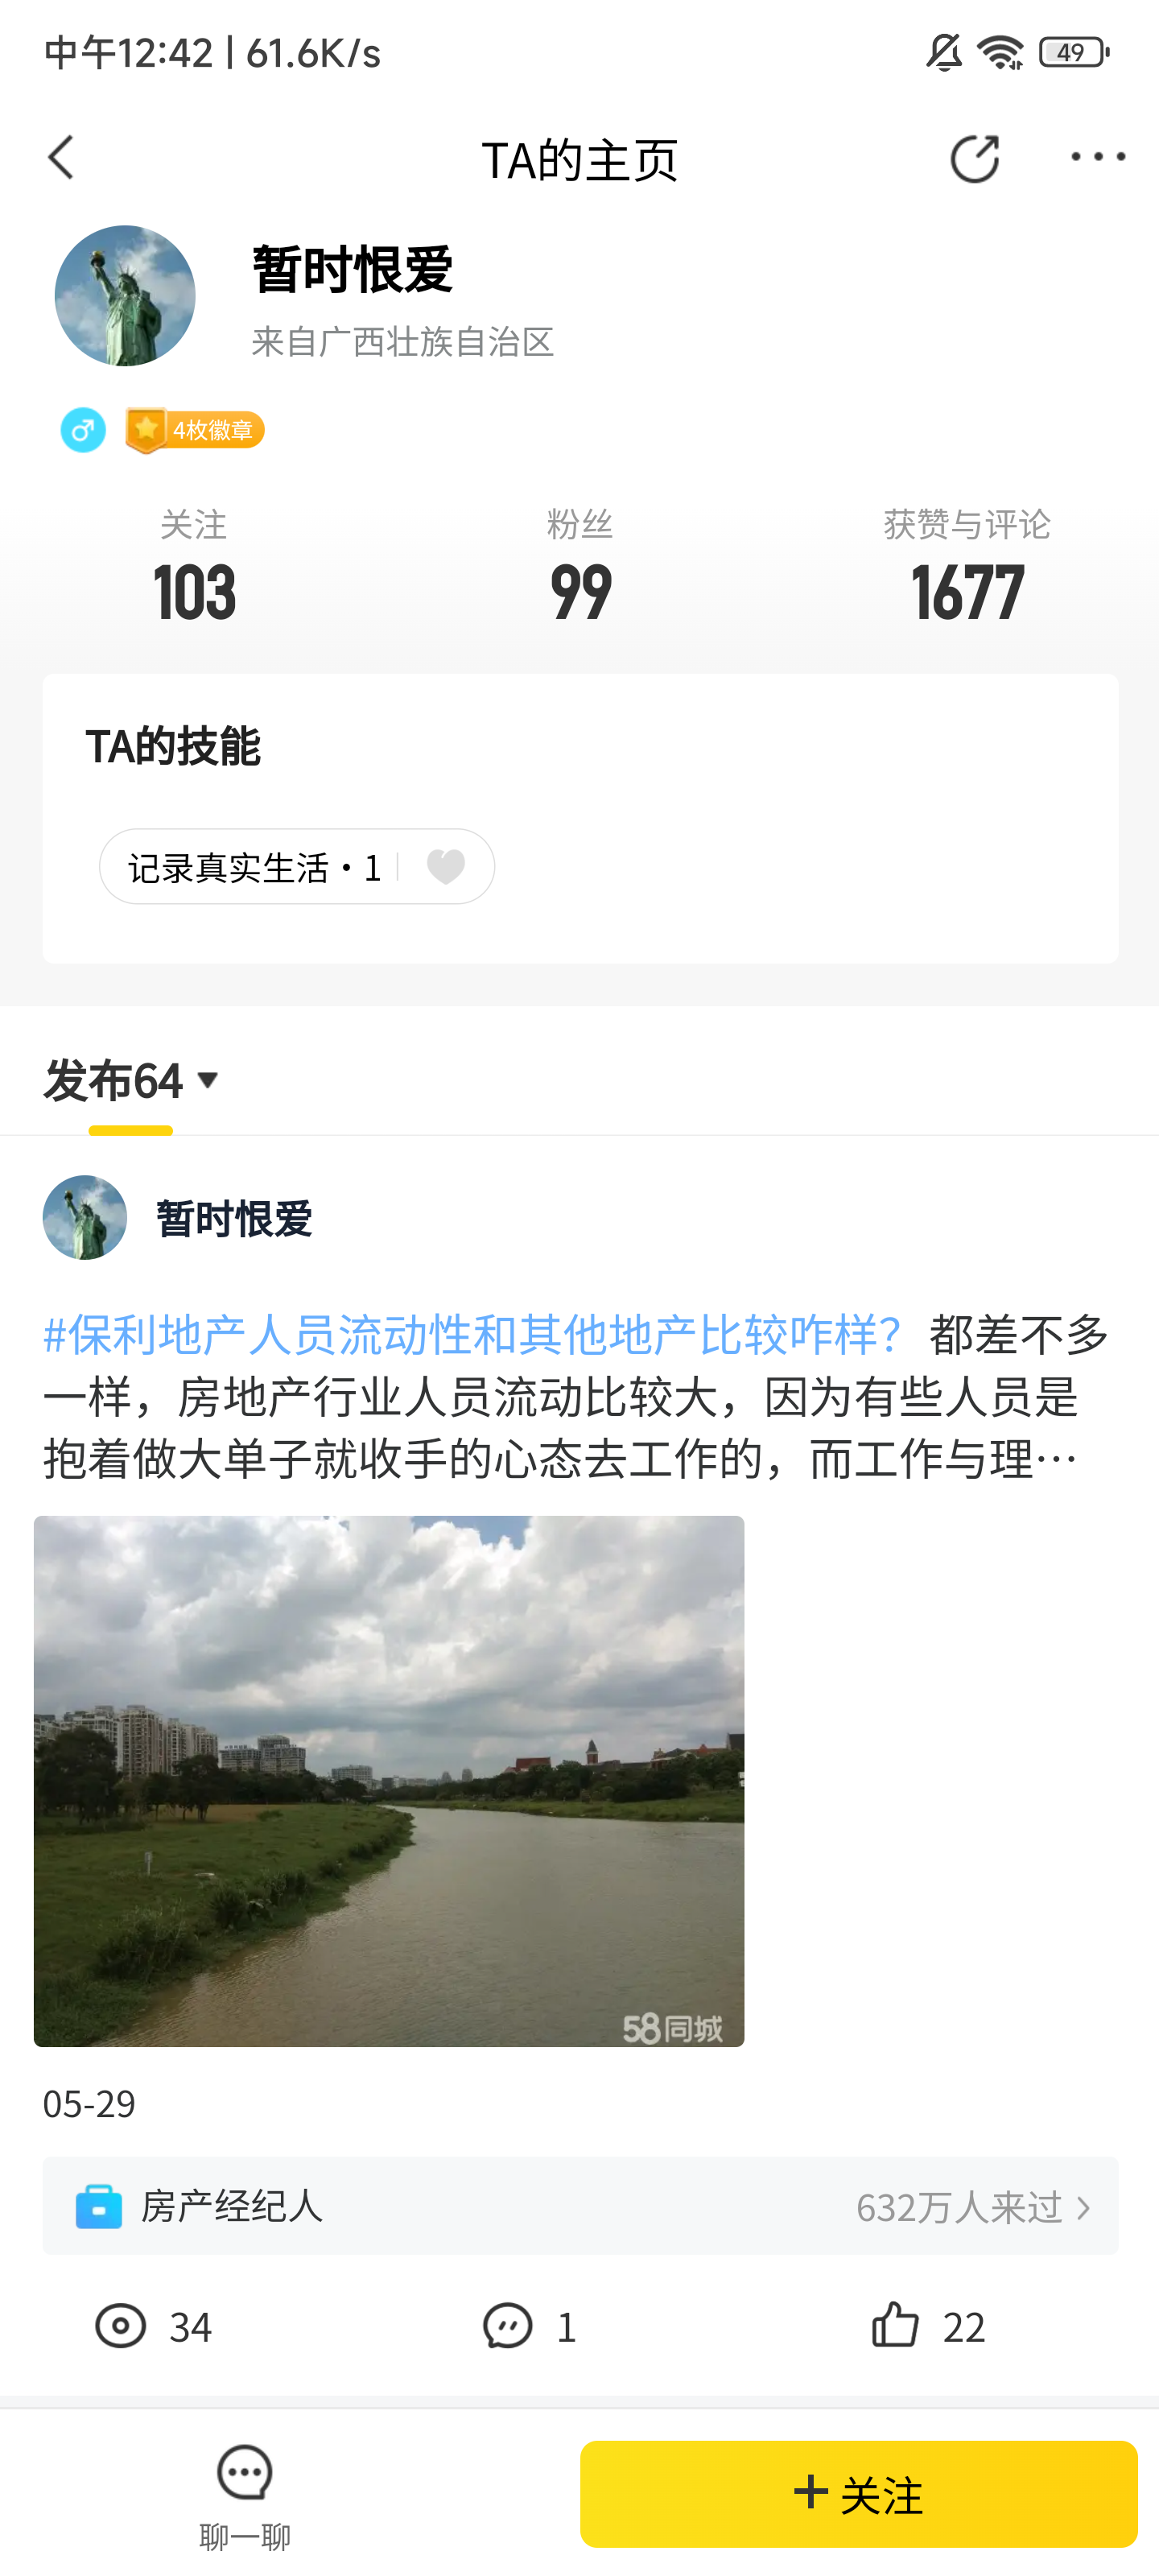 中午12:42 | 61.6K/s
49
TA的主页
暂时恨爱
来自广西壮族自治区
4枚徽章
关注
粉丝
获赞与评论
103
99
1677
TA的技能
记录真实生活·1
发布64
暂时恨爱
#保利地产人员流动性和其他地产比较咋样？ 都差不多
一样，房地产行业人员流动比较大，因为有些人员是
抱着做大单子就收手的心态去工作的，而工作与理…
58同城
05-29
房产经纪人
632万人来过
34
1
22
聊一聊
关注